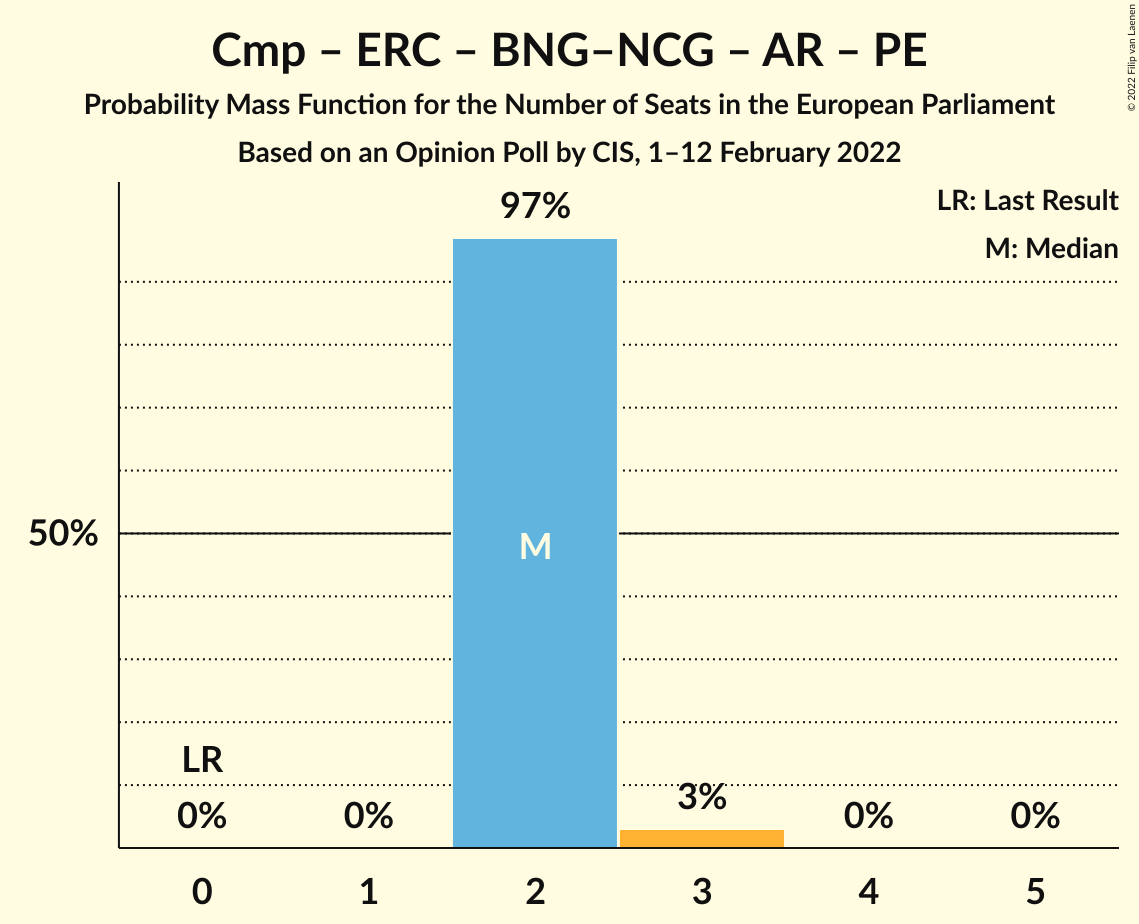 Cmp – ERC – BNG–NCG – AR – PE
Probability Mass Function for the Number of Seats in the European Parliament
Based on an Opinion Poll by CIS, 1–12 February 2022
© 2022 Filip van Laenen
LR: Last Result
M: Median
97%
50%
M
LR
0%
0%
3%
0%
0%
0
1
2
3
4
5